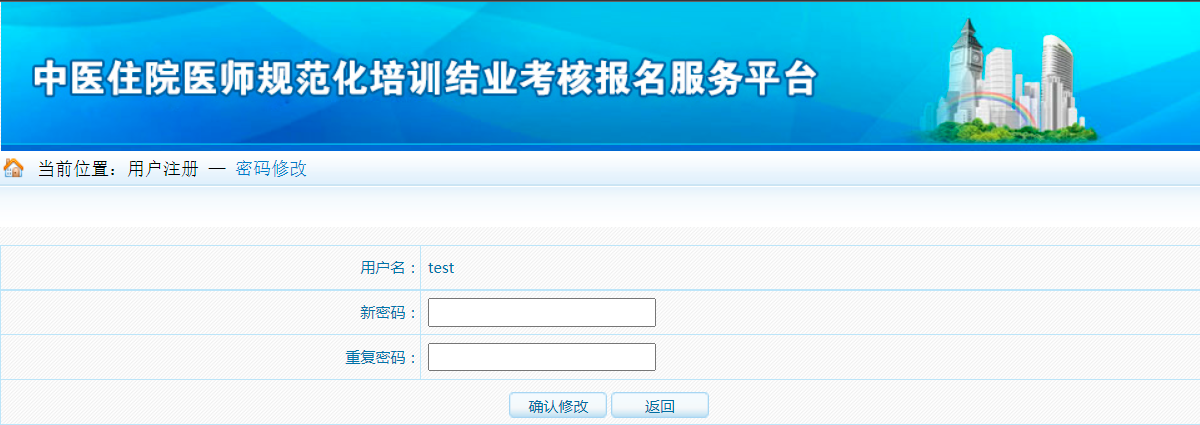 中医住院医师规范化培训结业考核报名服务平台
当前位置：用户注册 — 密码修改
用户名：test
新密码：
重复密码：
确认修改 返回